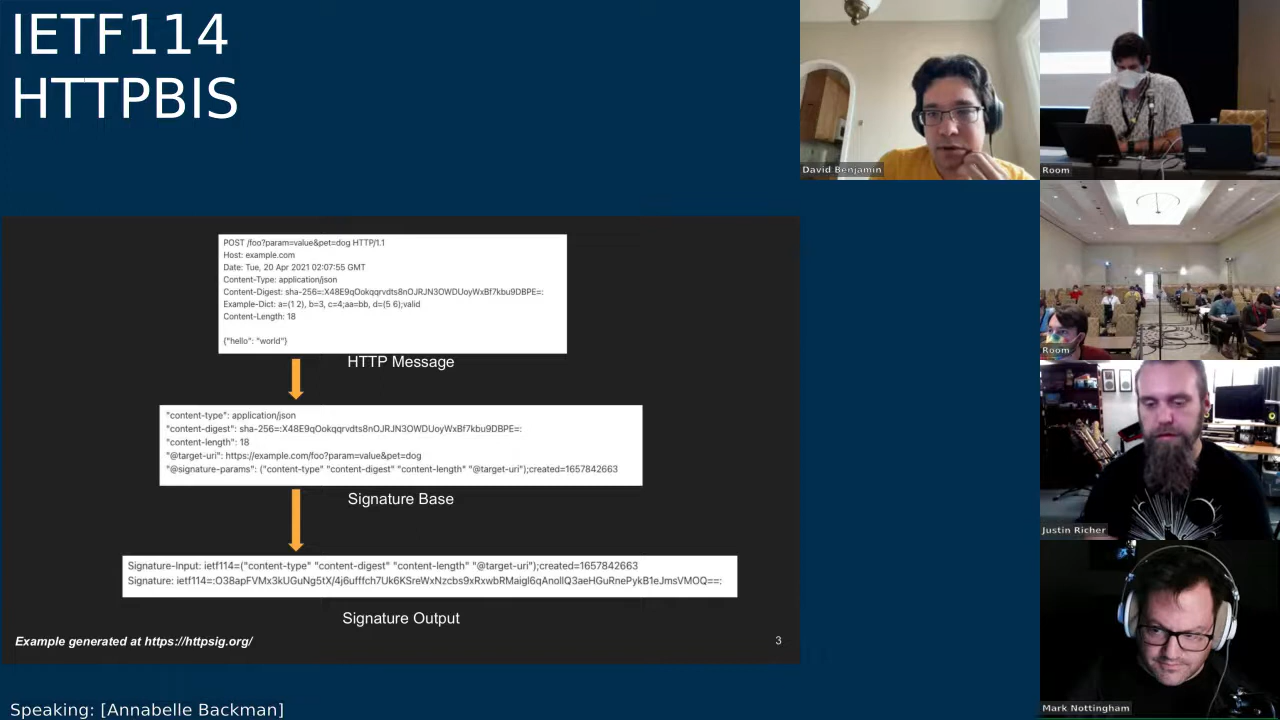 IETF114
HTTPBIS
David Benjamin
Room
Room
Justin Richer
Mark Nottingham
POST /foo?param=value&pet=dog HTTP/1.1
Host: example.com
Date: Tue, 20 Apr 2021 02:07:55 GMT
Content-Type: application/json
Content-Digest: sha-256=:X48E9qOokqqrvdts8nOJRJN3OWDUoyWxBf7kbu9DBPE=:
Example-Dict: a=(1 2), b=3, c=4;aa=bb, d=(5 6);valid
Content-Length: 18
{"hello": "world"}
HTTP Message
"content-type": application/json
"content-digest": sha-256=:X48E9qOokqqrvdts8nOJRJN3OWDUoyWxBf7kbu9DBPE=:
"content-length": 18
"@target-uri": https://example.com/foo?param=value&pet=dog
"@signature-params": ("content-type" "content-digest" "content-length" "@target-uri");created=1657842663
Signature Base
Signature-Input: ietf114=("content-type" "content-digest" "content-length" "@target-uri");created=1657842663
Signature:
Signature Output
Example generated at https://httpsig.org/
3
Speaking: [Annabelle Backman]